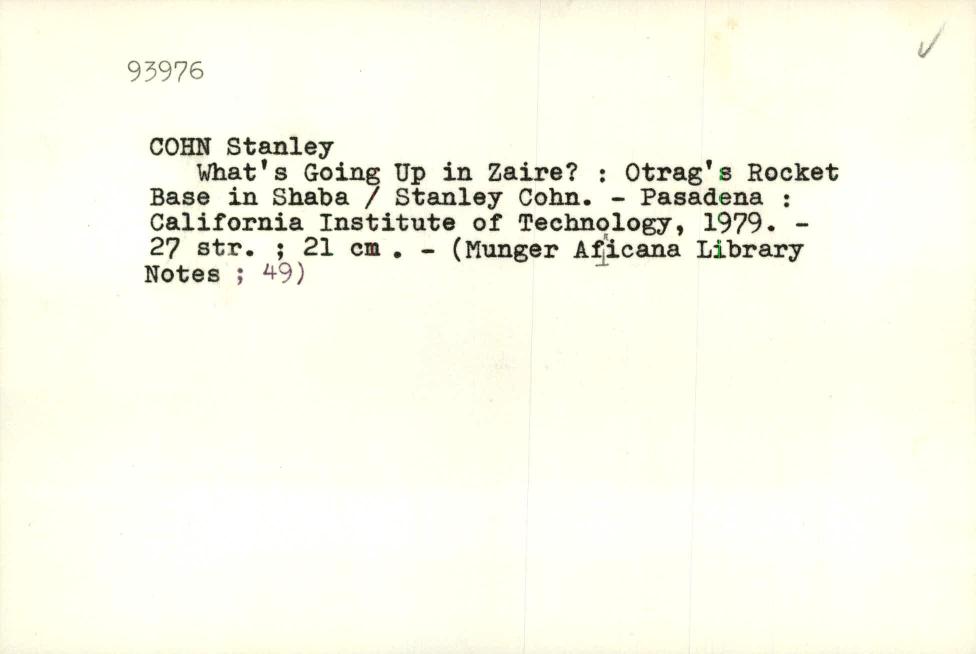 93976
COHN Stanley
What's Going Up in Zaire? : Otrag's Rocket
Base in Shaba / Stanley Cohn. - Pasadena :
California Institute of Technology, 1979. -
27 str. ; 21 cm . - (Munger Africana Library
Notes ; 49)